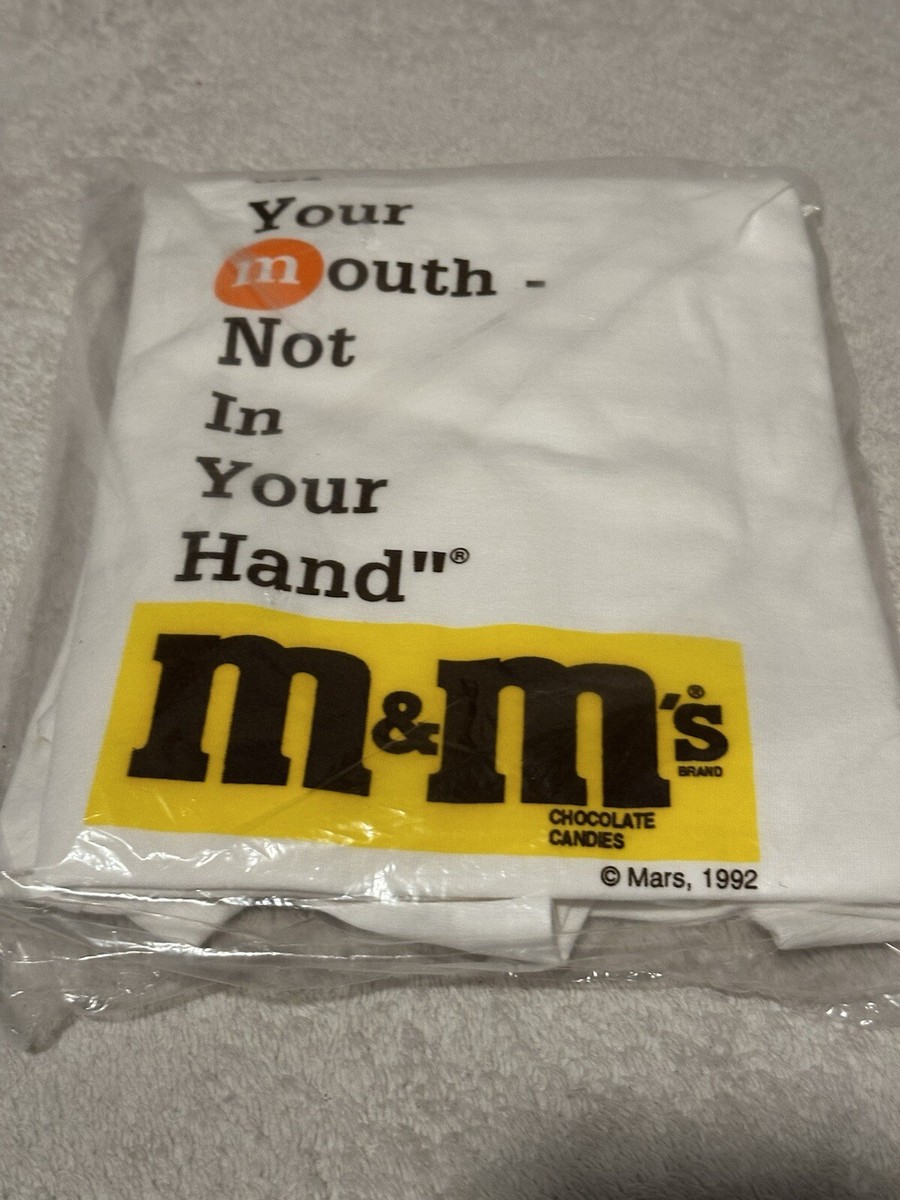 Your
mouth -
Not
In
Your
Hand"®
m&m's®
BRAND
CHOCOLATE
CANDIES
© Mars, 1992